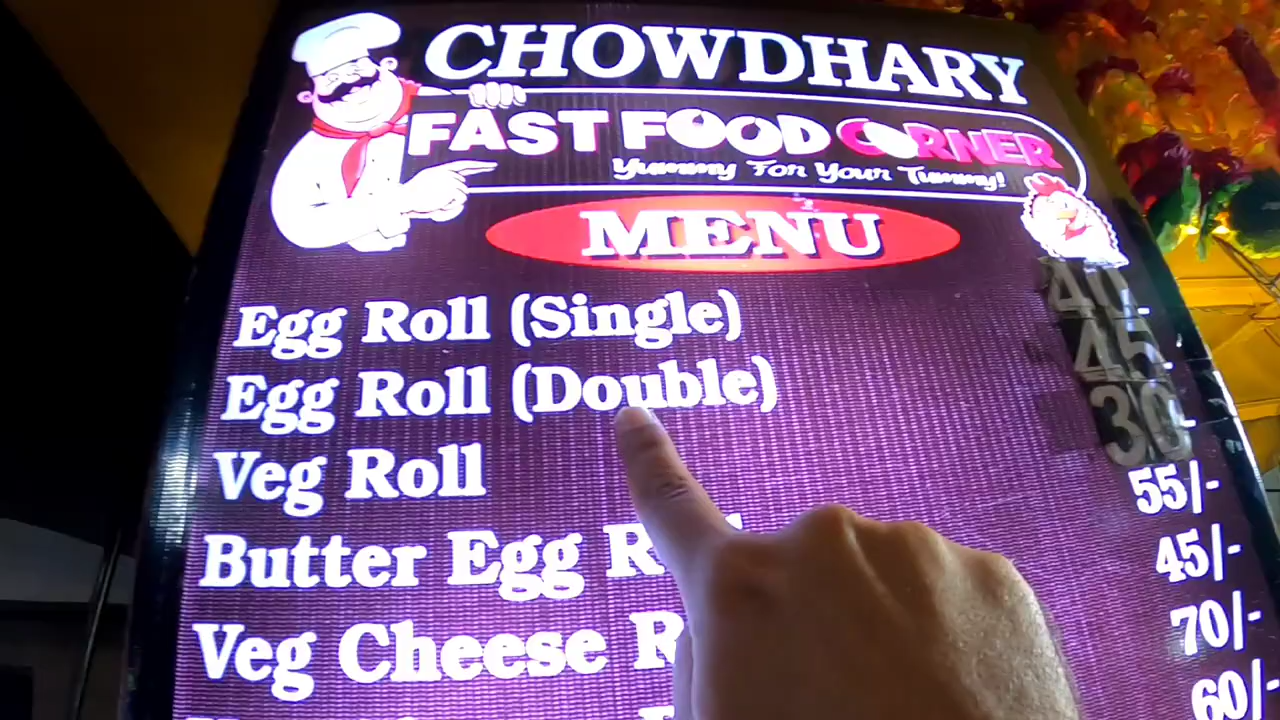 CHOWDHARY
FAST FOOD CORNER
Yummy For Your Tummy!
MENU
Egg Roll (Single) 40/-
Egg Roll (Double) 45/-
Veg Roll 30/-
Butter Egg 55/-
Veg Cheese 45/-
70/-
60/-